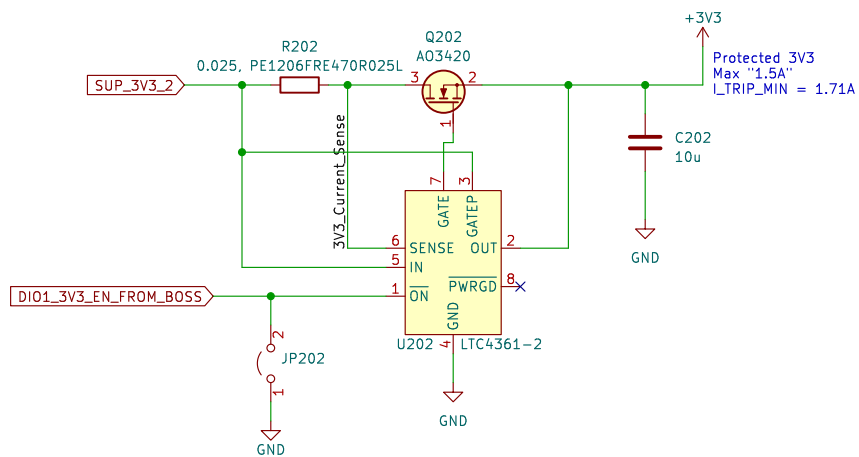 +3V3
Q202
AO3420
R202
0.025, PE1206FRE470R025L
Protected 3V3
Max "1.5A"
I_TRIP_MIN = 1.71A
SUP_3V3_2
3
2
1
C202
10u
GND
3V3_Current_Sense
7
3
GATE
GATEP
6
SENSE
OUT
2
5
IN
PWRGD
8
DIO1_3V3_EN_FROM_BOSS
1
ON
GND
U202
4
LTC4361-2
2
JP202
1
GND
GND